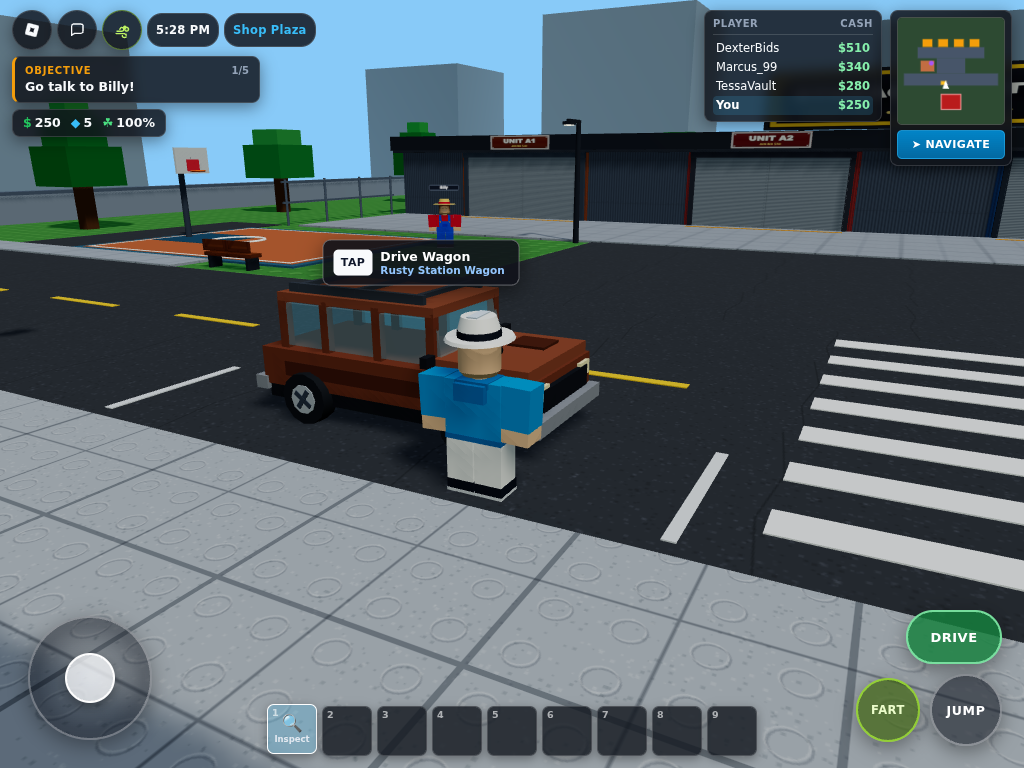 5:28 PM
Shop Plaza
OBJECTIVE 1/5
Go talk to Billy!
$ 250 5 100%
PLAYER CASH
DexterBids $510
Marcus_99 $340
TessaVault $280
You $250
NAVIGATE
UNIT A1
UNIT A2
Billy
TAP
Drive Wagon
Rusty Station Wagon
DRIVE
FART
JUMP
1 2 3 4 5 6 7 8 9
Inspect